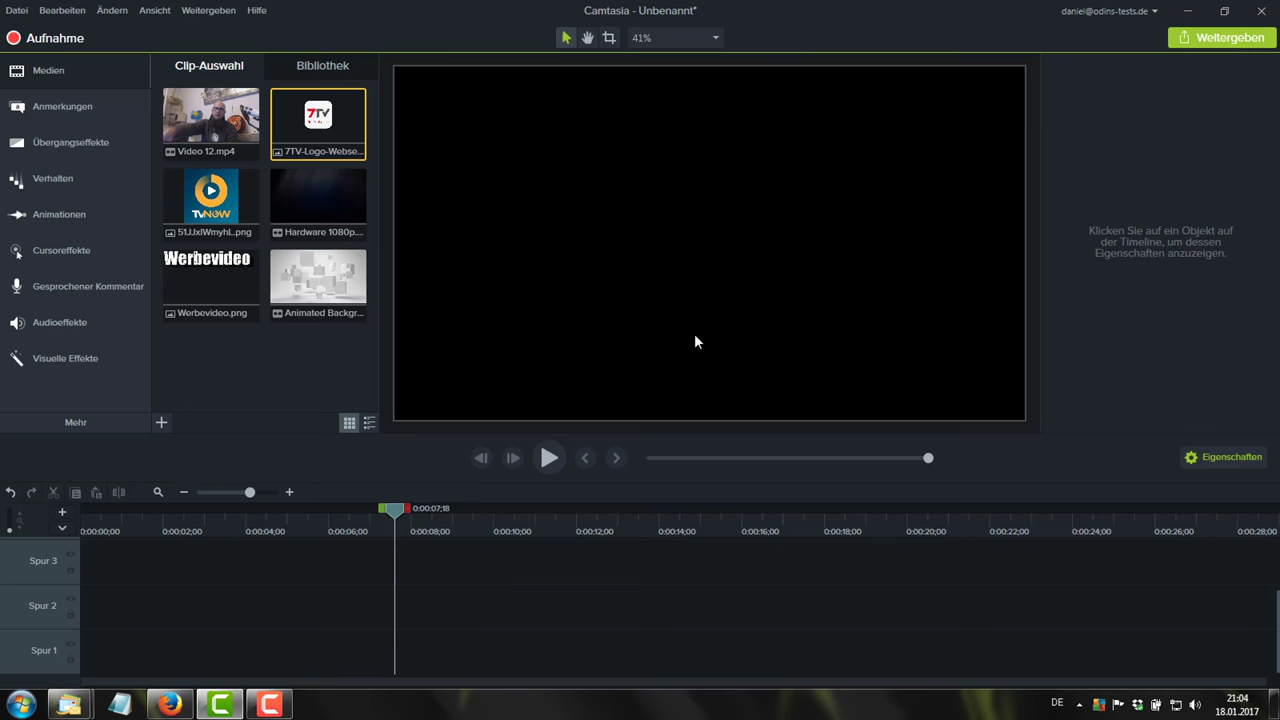 Datei Bearbeiten Ändern Ansicht Weitergeben Hilfe
Camtasia - Unbenannt*
daniel@odins-tests.de
Aufnahme
41%
Weitergeben
Medien
Anmerkungen
Übergangseffekte
Verhalten
Animationen
Cursoreffekte
Gesprochener Kommentar
Audioeffekte
Visuelle Effekte
Mehr
Clip-Auswahl
Bibliothek
Video 12.mp4
7TV
7TV-Logo-Webse...
TVNOW
51JJxlWmyhL.png
Hardware 1080p....
Werbevideo
Werbevideo.png
Animated Backgr...
Klicken Sie auf ein Objekt auf
der Timeline, um dessen
Eigenschaften anzuzeigen.
Eigenschaften
0:00:07;18
0:00:00;00 0:00:02;00 0:00:04;00 0:00:06;00 0:00:08;00 0:00:10;00 0:00:12;00 0:00:14;00 0:00:16;00 0:00:18;00 0:00:20;00 0:00:22;00 0:00:24;00 0:00:26;00 0:00:28;00
Spur 3
Spur 2
Spur 1
DE
21:04
18.01.2017